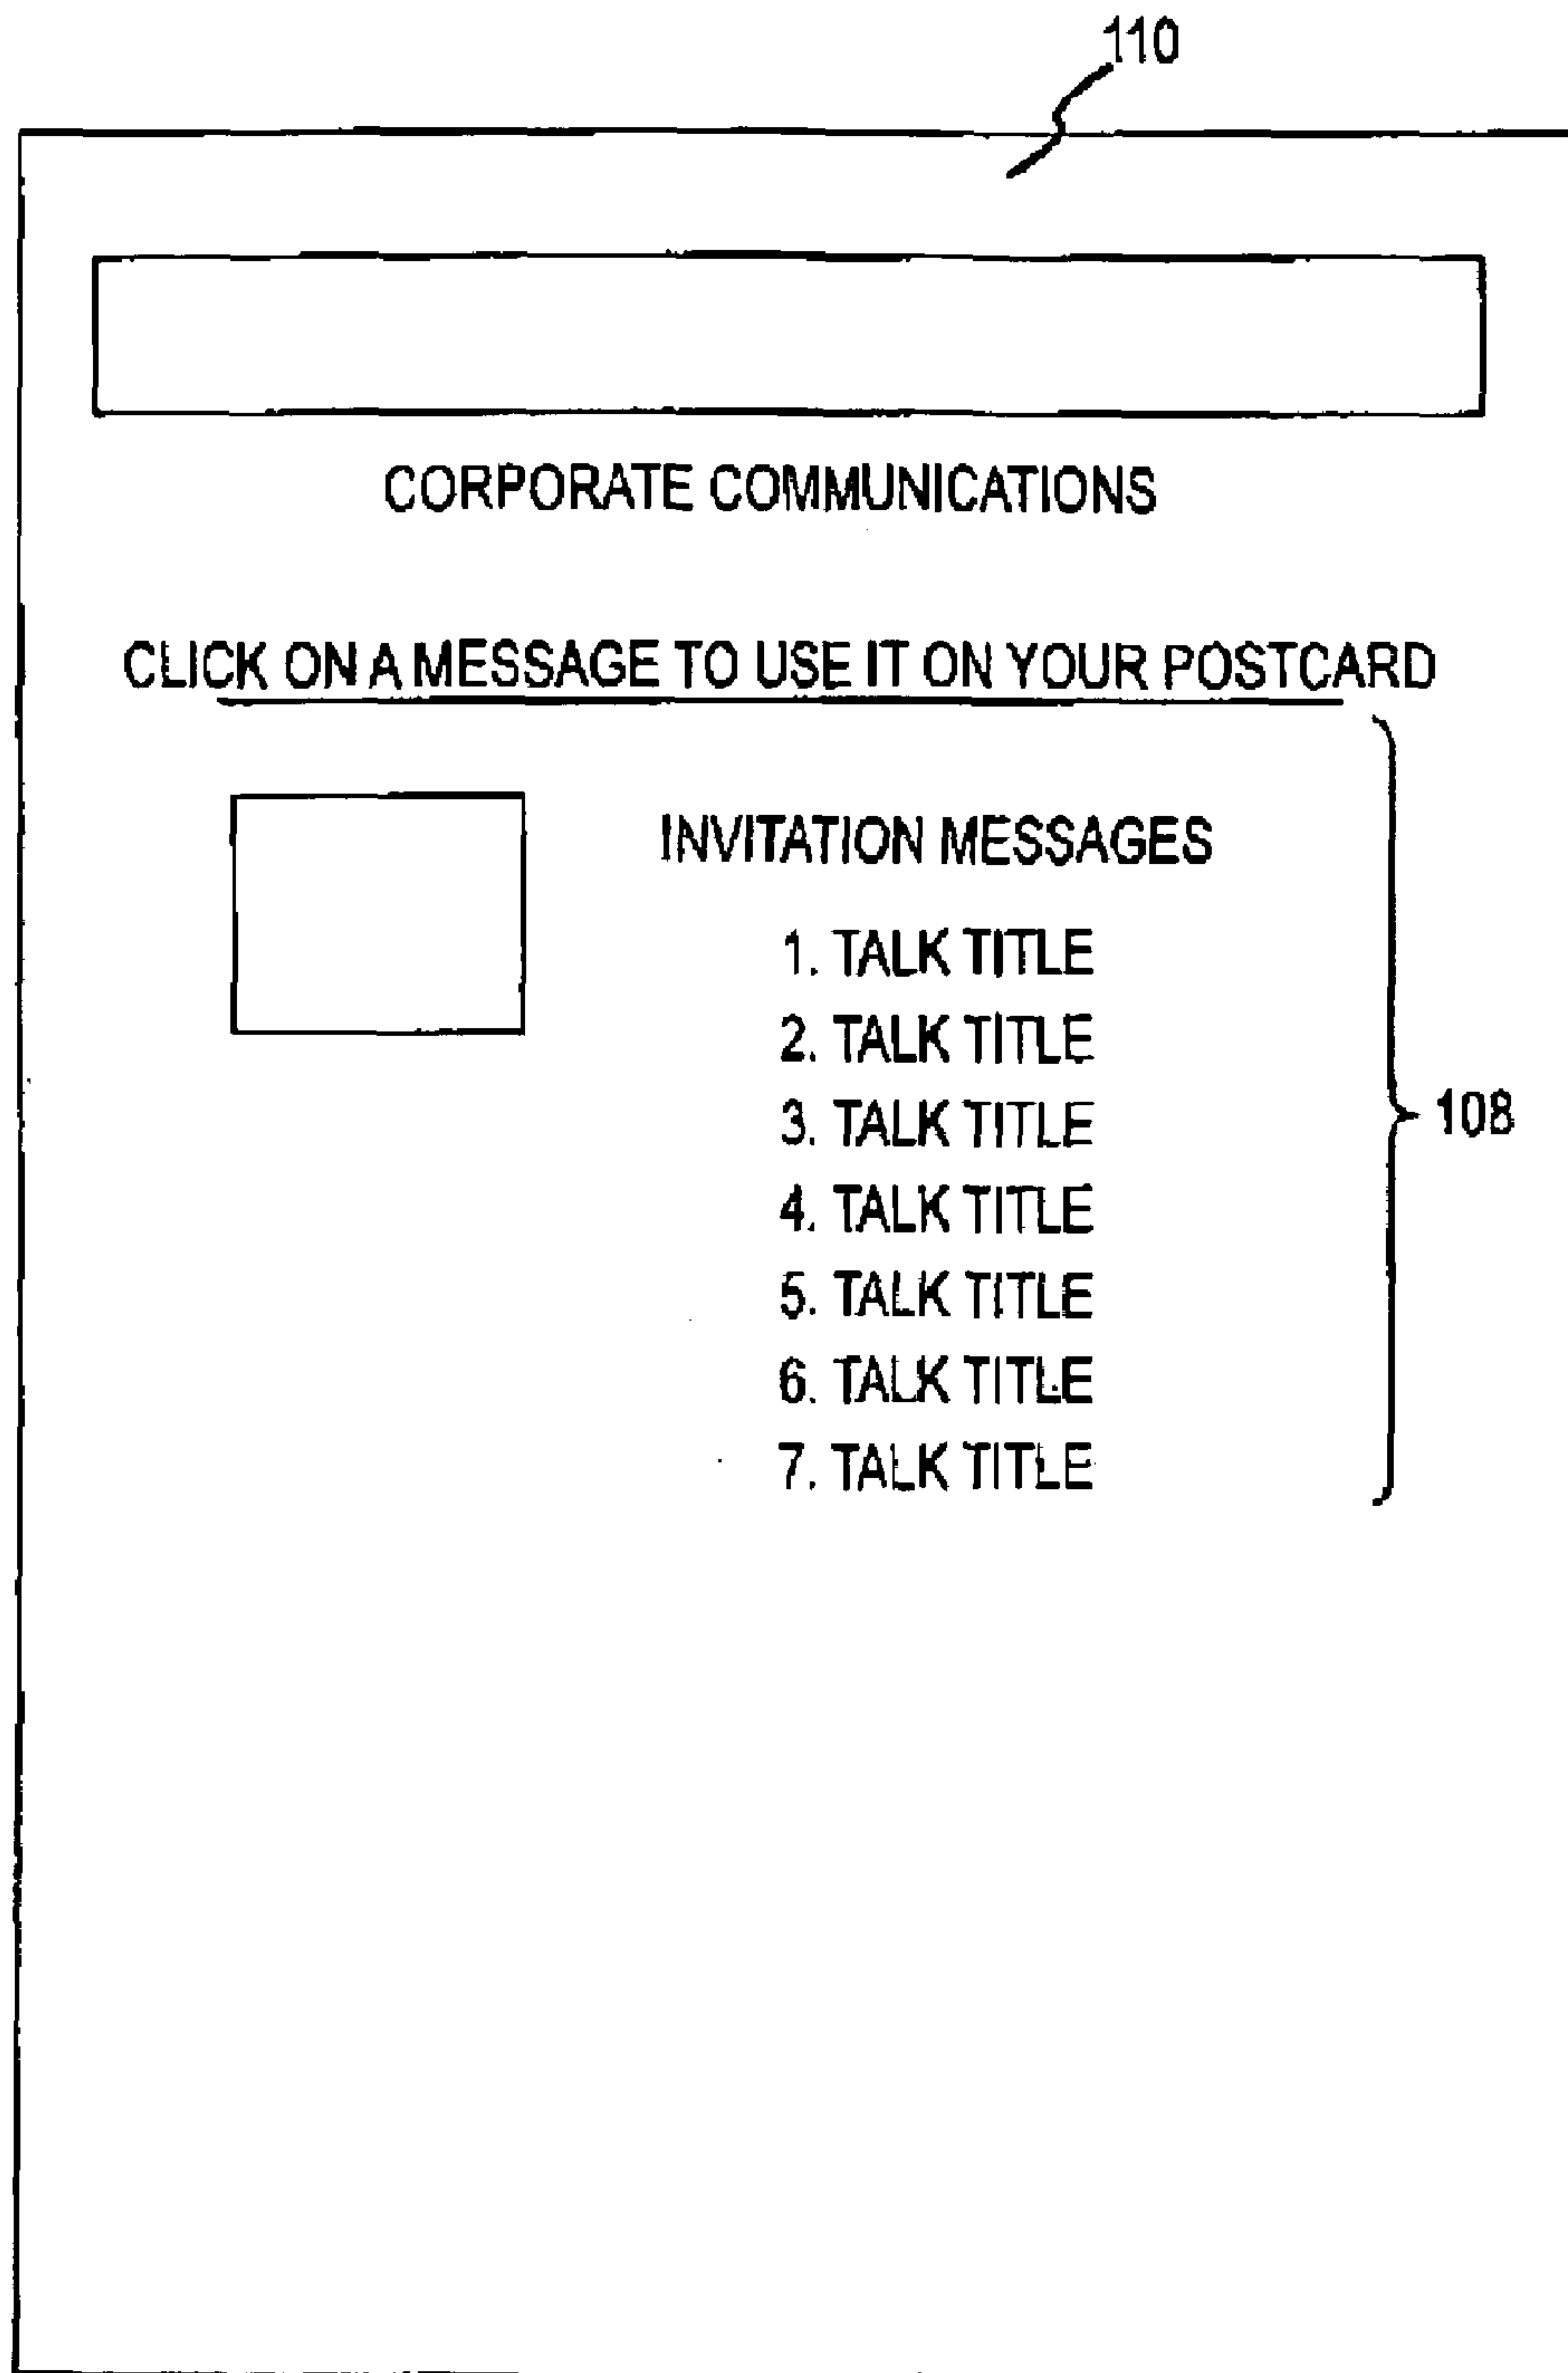 110
CORPORATE COMMUNICATIONS
CLICK ON A MESSAGE TO USE IT ON YOUR POSTCARD
INVITATION MESSAGES
1. TALK TITLE
2. TALK TITLE
3. TALK TITLE
108
4. TALK TITLE
5. TALK TITLE
6. TALK TITLE
7. TALK TITLE